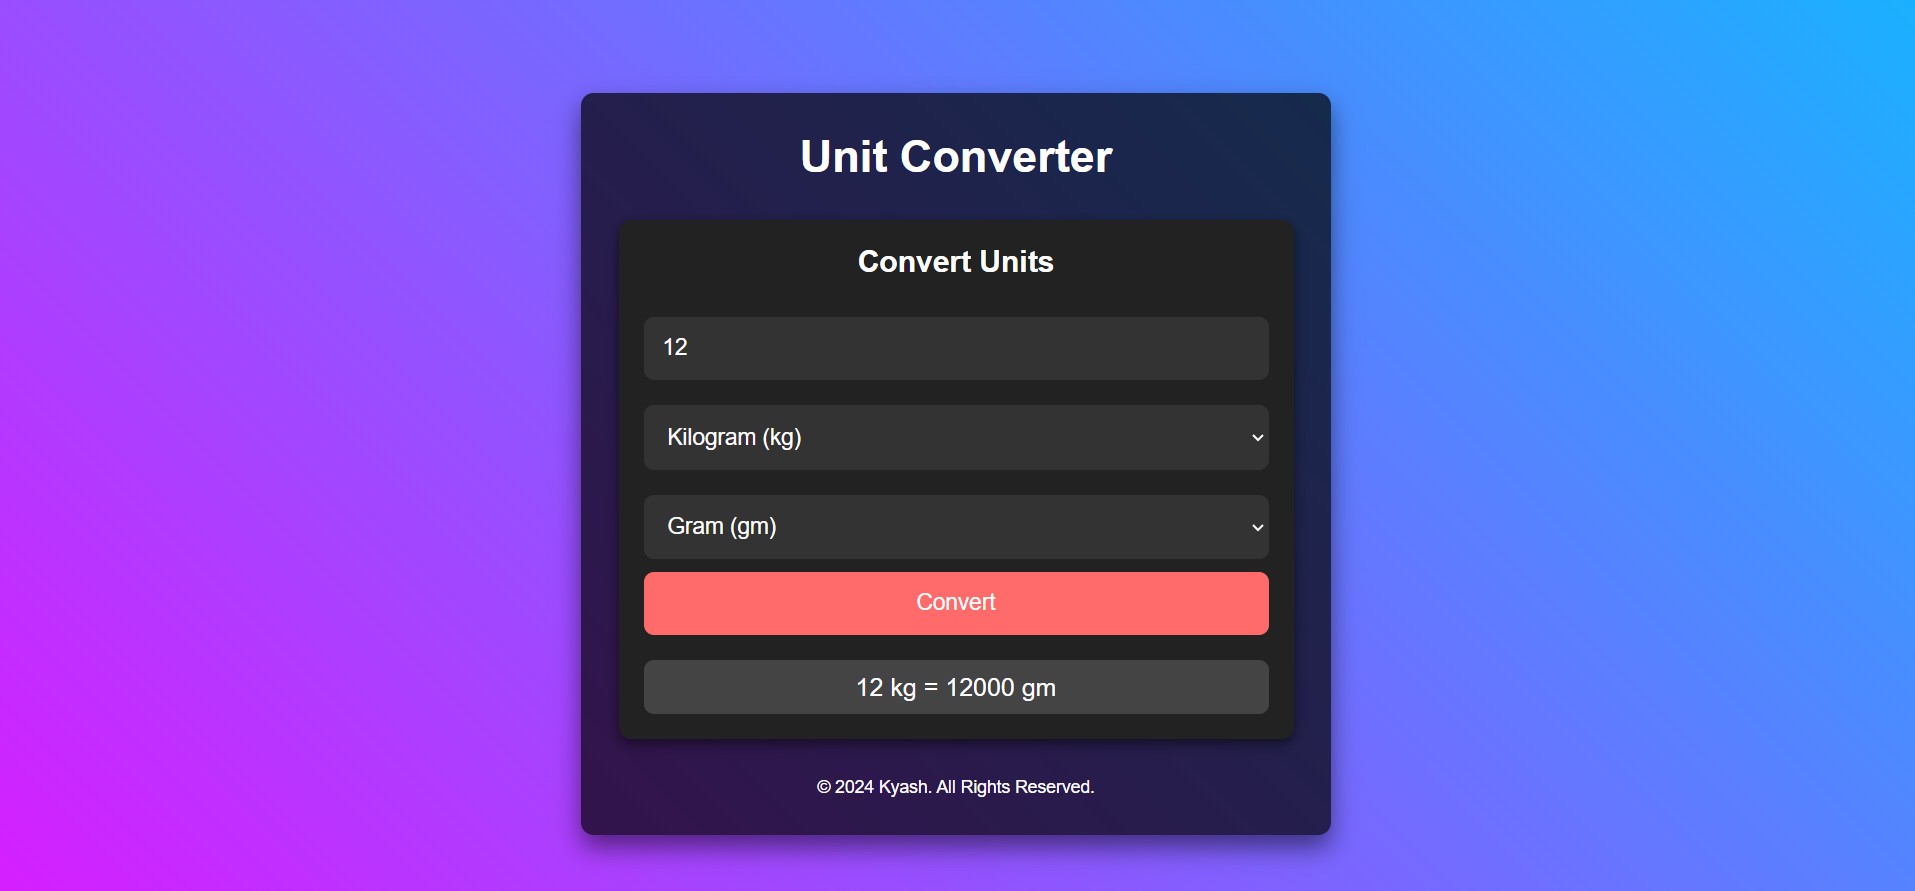 Unit Converter
Convert Units
12
Kilogram (kg)
Gram (gm)
Convert
12 kg = 12000 gm
© 2024 Kyash. All Rights Reserved.